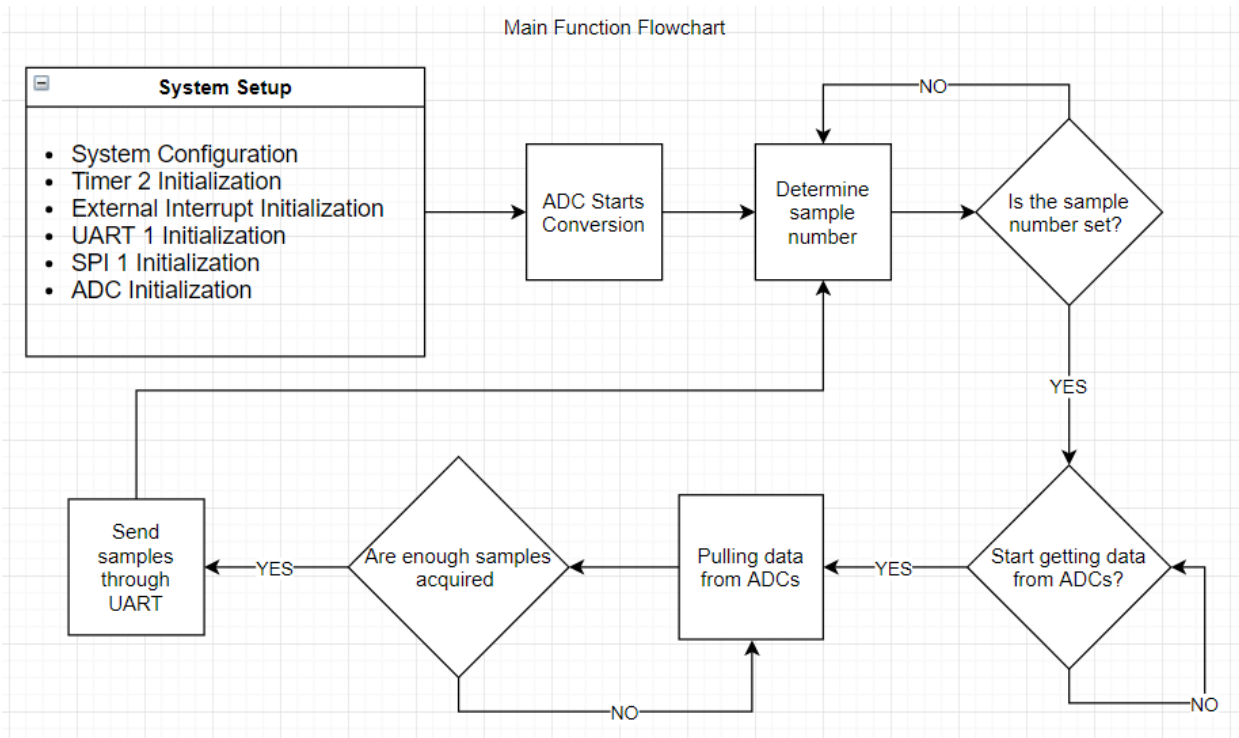 Main Function Flowchart
System Setup
• System Configuration
• Timer 2 Initialization
• External Interrupt Initialization
• UART 1 Initialization
• SPI 1 Initialization
• ADC Initialization
ADC Starts
Conversion
Determine
sample
number
NO
Is the sample
number set?
YES
Start getting data
from ADCs?
NO
YES
Pulling data
from ADCs
Are enough samples
acquired
NO
YES
Send
samples
through
UART